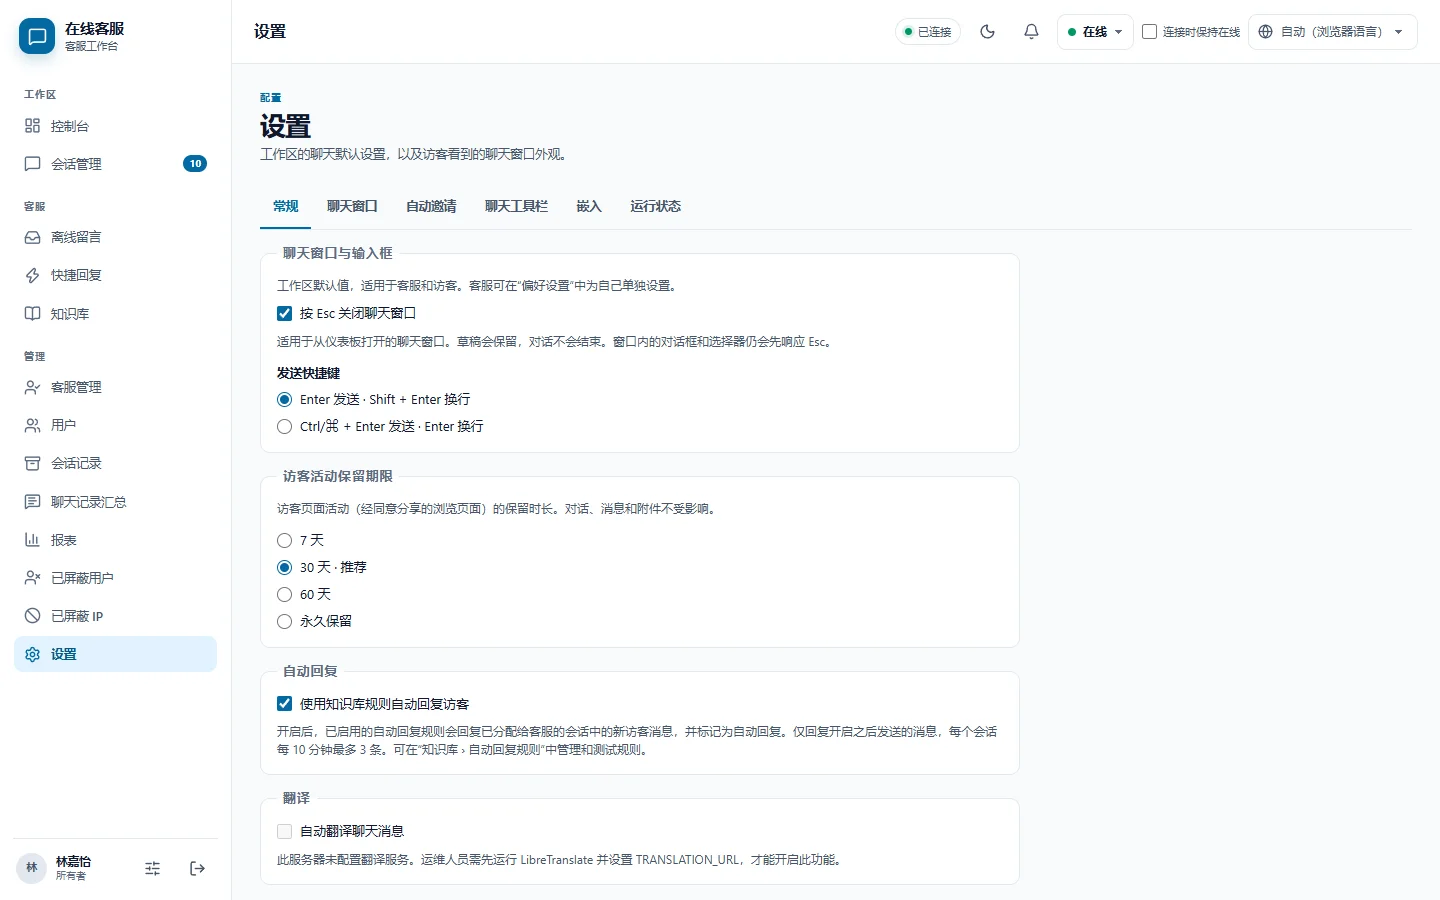 在线客服
客服工作台
工作区
控制台
会话管理
10
客服
离线留言
快捷回复
知识库
管理
客服管理
用户
会话记录
聊天记录汇总
报表
已屏蔽用户
已屏蔽 IP
设置
林
林嘉怡
所有者
设置
已连接
在线
连接时保持在线
自动（浏览器语言）
配置
设置
工作区的聊天默认设置，以及访客看到的聊天窗口外观。
常规
聊天窗口
自动邀请
聊天工具栏
嵌入
运行状态
聊天窗口与输入框
工作区默认值，适用于客服和访客。客服可在“偏好设置”中为自己单独设置。
按 Esc 关闭聊天窗口
适用于从仪表板打开的聊天窗口。草稿会保留，对话不会结束。窗口内的对话框和选择器仍会先响应 Esc。
发送快捷键
Enter 发送 · Shift + Enter 换行
Ctrl/⌘ + Enter 发送 · Enter 换行
访客活动保留期限
访客页面活动（经同意分享的浏览页面）的保留时长。对话、消息和附件不受影响。
7 天
30 天 · 推荐
60 天
永久保留
自动回复
使用知识库规则自动回复访客
开启后，已启用的自动回复规则会回复已分配给客服的会话中的新访客消息，并标记为自动回复。仅回复开启之后发送的消息，每个会话
每 10 分钟最多 3 条。可在“知识库 › 自动回复规则”中管理和测试规则。
翻译
自动翻译聊天消息
此服务器未配置翻译服务。运维人员需先运行 LibreTranslate 并设置 TRANSLATION_URL，才能开启此功能。